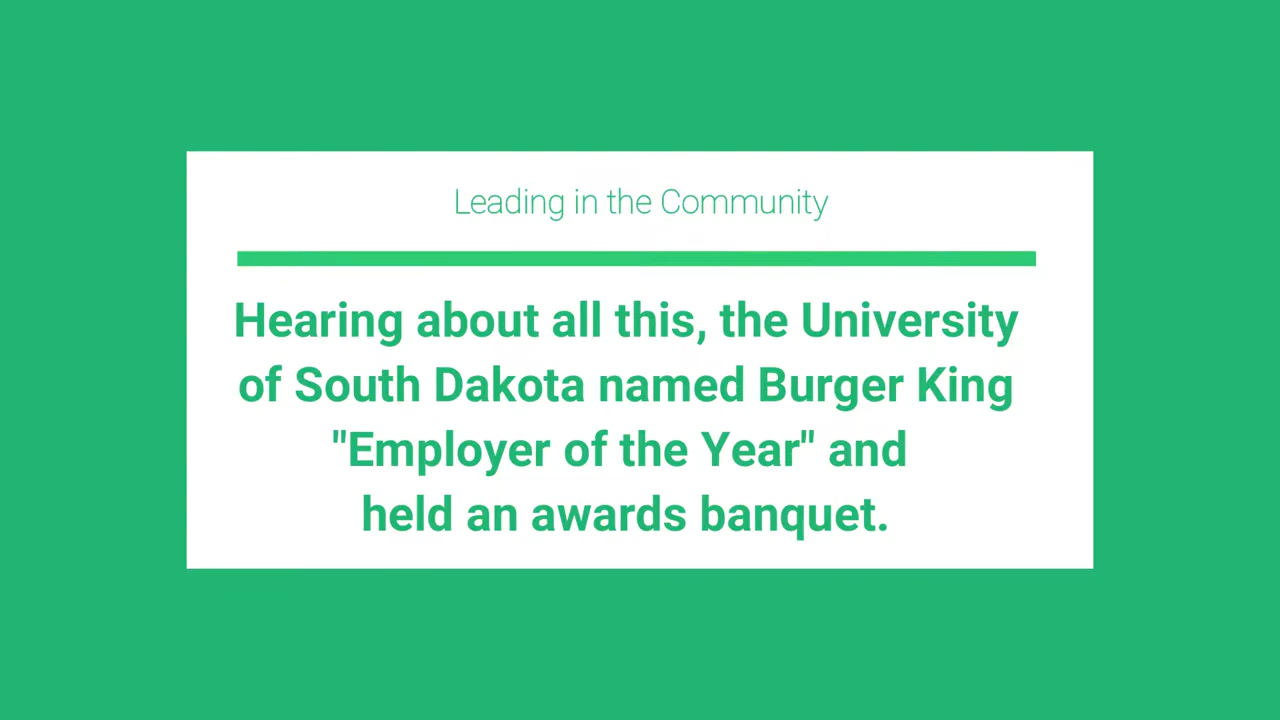 Leading in the Community
Hearing about all this, the University
of South Dakota named Burger King
"Employer of the Year" and
held an awards banquet.